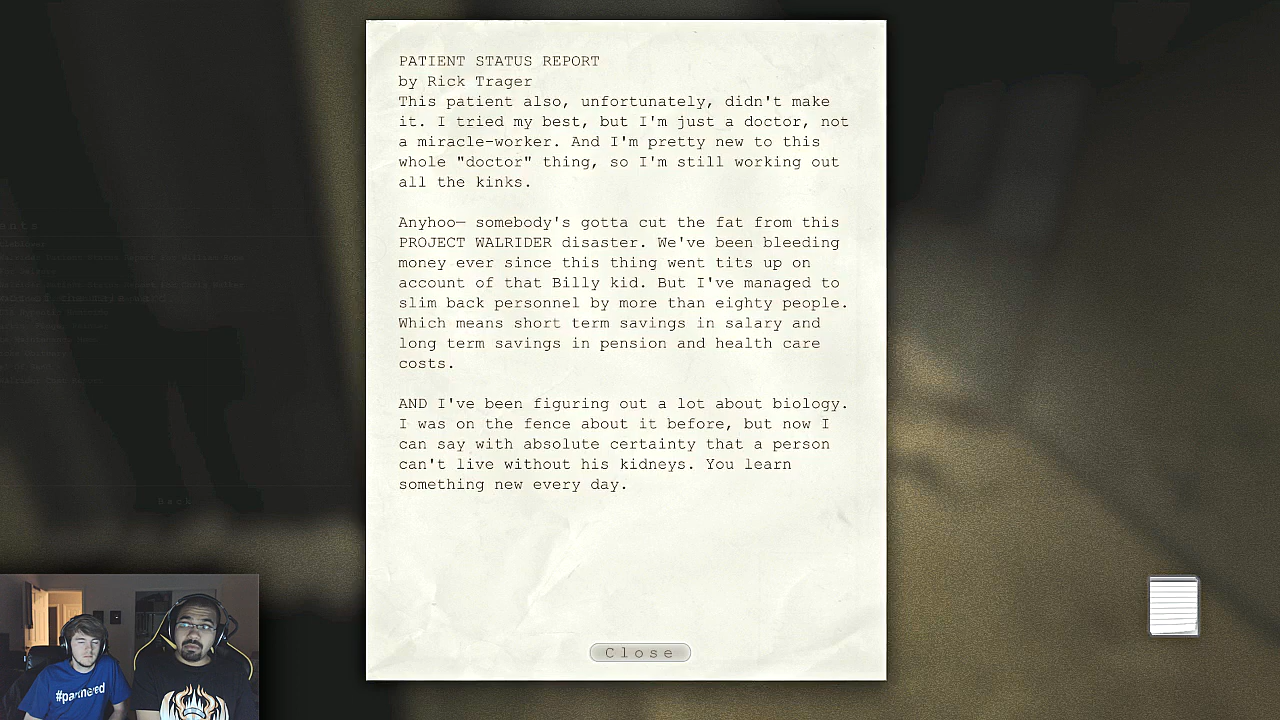 PATIENT STATUS REPORT
by Rick Trager
This patient also, unfortunately, didn't make
it. I tried my best, but I'm just a doctor, not
a miracle-worker. And I'm pretty new to this
whole "doctor" thing, so I'm still working out
all the kinks.
Anyhoo— somebody's gotta cut the fat from this
PROJECT WALRIDER disaster. We've been bleeding
money ever since this thing went tits up on
account of that Billy kid. But I've managed to
slim back personnel by more than eighty people.
Which means short term savings in salary and
long term savings in pension and health care
costs.
AND I've been figuring out a lot about biology.
I was on the fence about it before, but now I
can say with absolute certainty that a person
can't live without his kidneys. You learn
something new every day.
Back
Close
#partnered